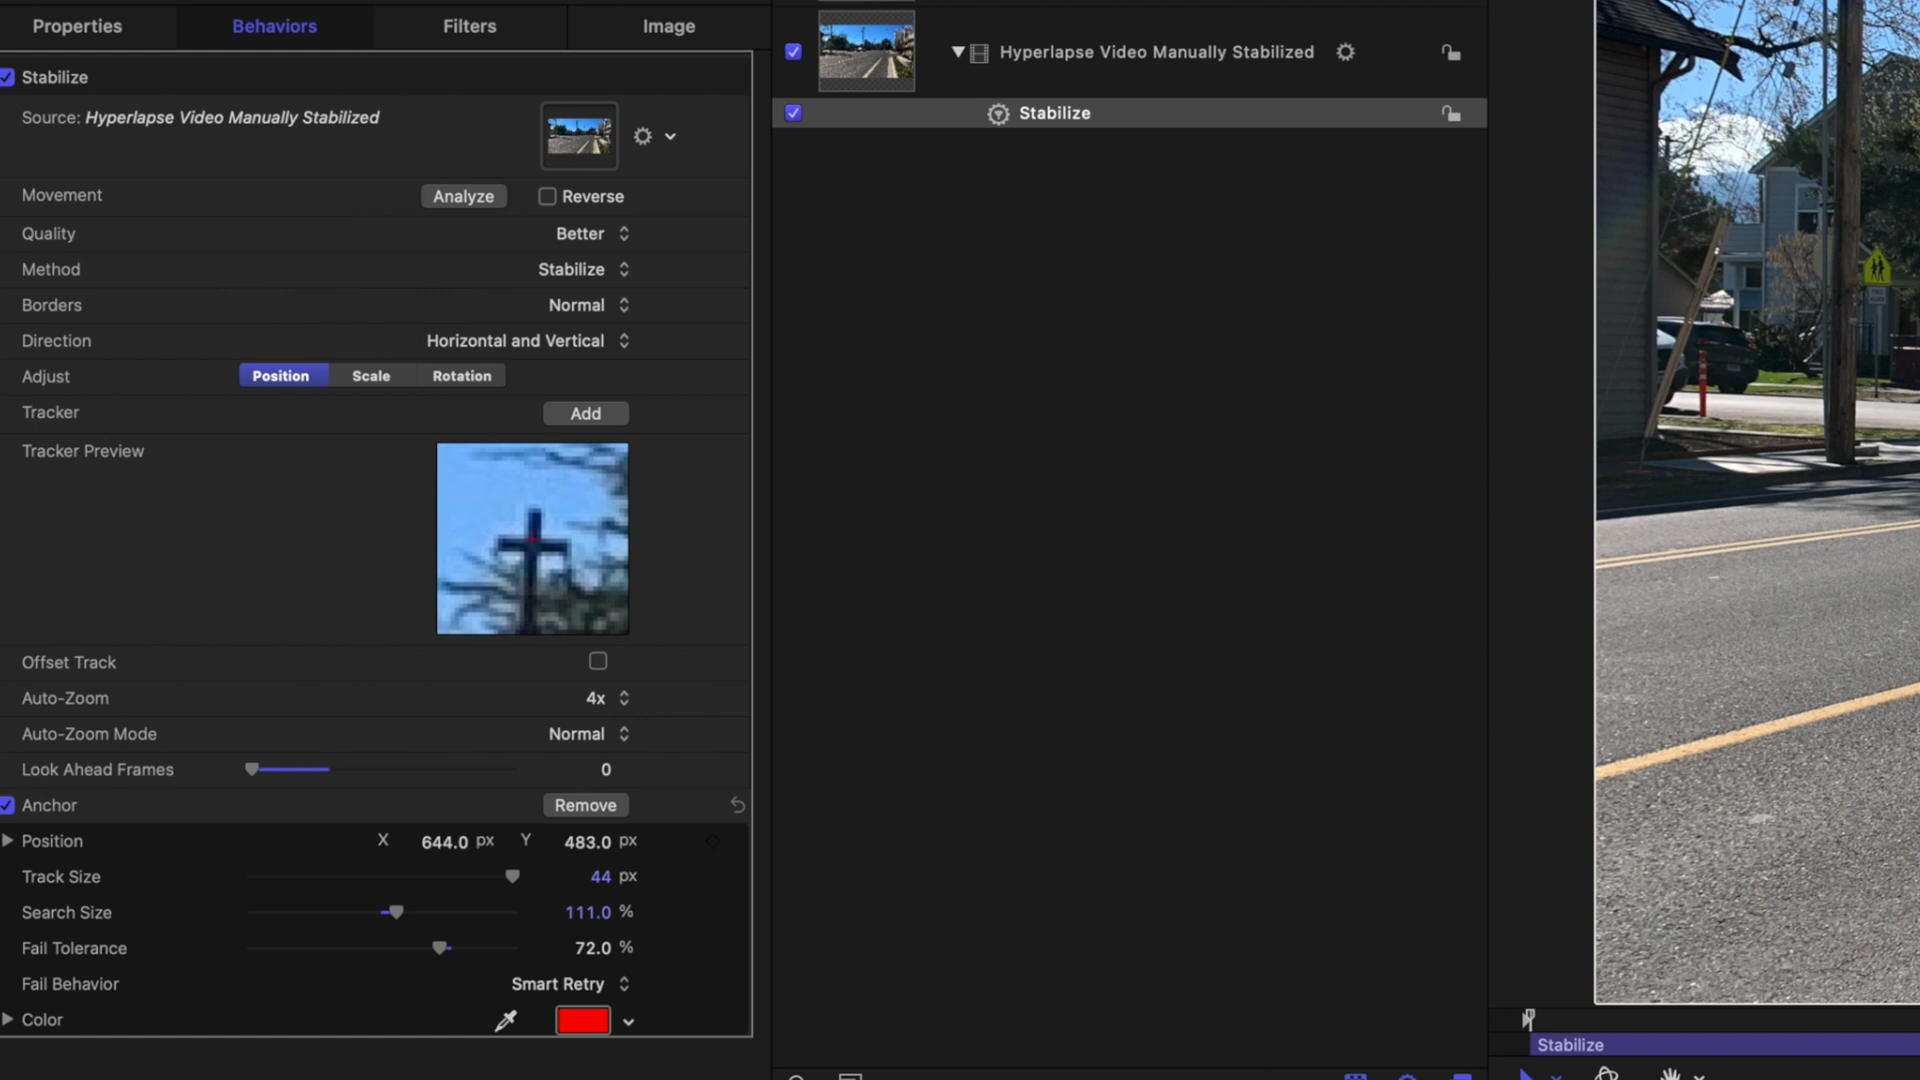 Properties
Behaviors
Filters
Image
Stabilize
Source: Hyperlapse Video Manually Stabilized
Movement
Analyze
Reverse
Quality
Better
Method
Stabilize
Borders
Normal
Direction
Horizontal and Vertical
Adjust
Position
Scale
Rotation
Tracker
Add
Tracker Preview
Offset Track
Auto-Zoom
4x
Auto-Zoom Mode
Normal
Look Ahead Frames
0
Anchor
Remove
Position
X 644.0 px Y 483.0 px
Track Size
44 px
Search Size
111.0 %
Fail Tolerance
72.0 %
Fail Behavior
Smart Retry
Color
Hyperlapse Video Manually Stabilized
Stabilize
Stabilize